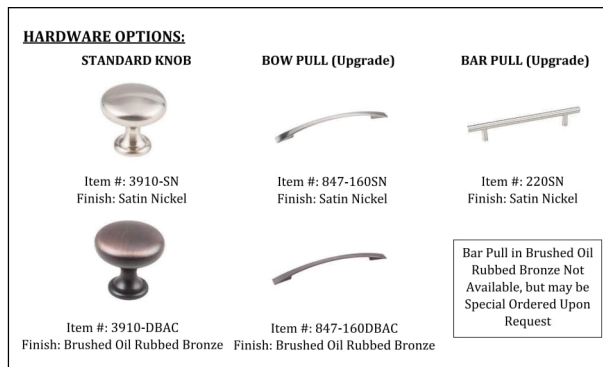 HARDWARE OPTIONS:
STANDARD KNOB
BOW PULL (Upgrade)
BAR PULL (Upgrade)
Item #: 3910-SN
Finish: Satin Nickel
Item #: 847-160SN
Finish: Satin Nickel
Item #: 220SN
Finish: Satin Nickel
Item #: 3910-DBAC
Finish: Brushed Oil Rubbed Bronze
Item #: 847-160DBAC
Finish: Brushed Oil Rubbed Bronze
Bar Pull in Brushed Oil
Rubbed Bronze Not
Available, but may be
Special Ordered Upon
Request